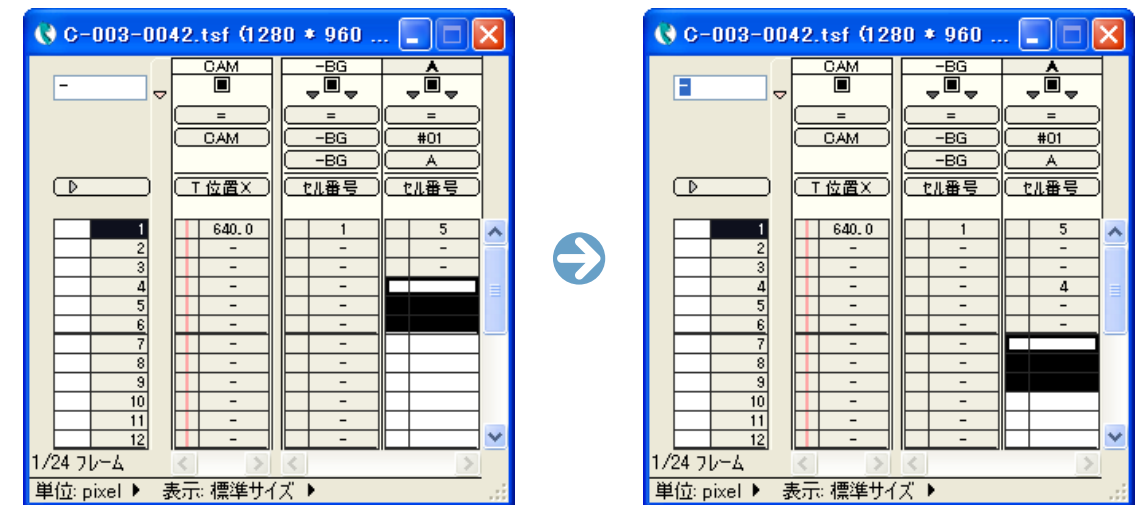 C-003-0042.tsf (1280 * 960 ...
CAM -BG A
-
= = =
CAM -BG #01
-BG A
T 位置X セル番号 セル番号
1 640.0 1 5
2 - - -
3 - - -
4 - -
5 - -
6 - -
7 - -
8 - -
9 - -
10 - -
11 - -
12 - -
1/24 フレーム
単位: pixel 表示: 標準サイズ
C-003-0042.tsf (1280 * 960 ...
CAM -BG A
-
= = =
CAM -BG #01
-BG A
T 位置X セル番号 セル番号
1 640.0 1 5
2 - - -
3 - - -
4 - - 4
5 - - -
6 - - -
7 - -
8 - -
9 - -
10 - -
11 - -
12 - -
1/24 フレーム
単位: pixel 表示: 標準サイズ